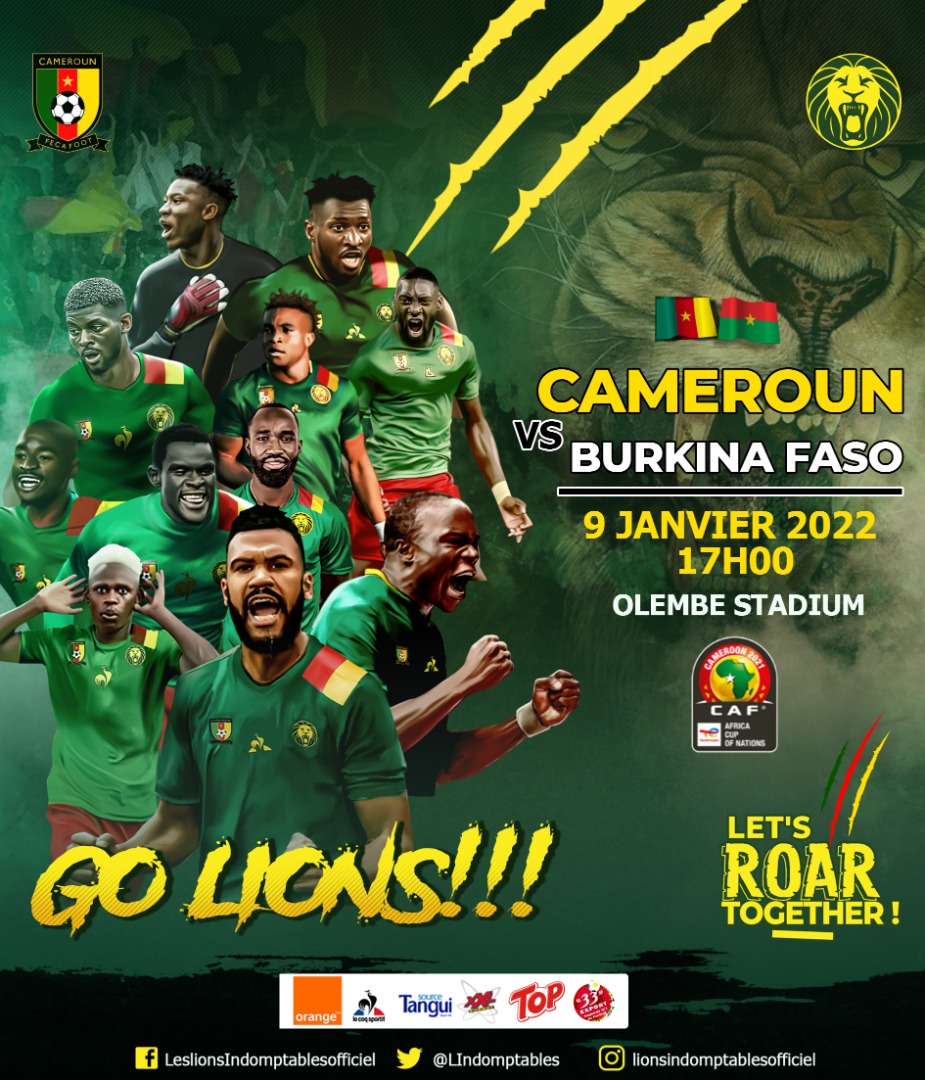 CAMEROUN
FECAFOOT
CAMEROUN
VS
BURKINA FASO
9 JANVIER 2022
17H00
OLEMBE STADIUM
CAMEROON 2021
CAF
AFRICA
CUP
OF NATIONS
LET'S
ROAR
TOGETHER !
GO LIONS!!!
orange
le coq sportif
source
Tangui
XXL
TOP
"33"
EXPORT
LeslionsIndomptablesofficiel
@LIndomptables
lionsindomptablesofficiel